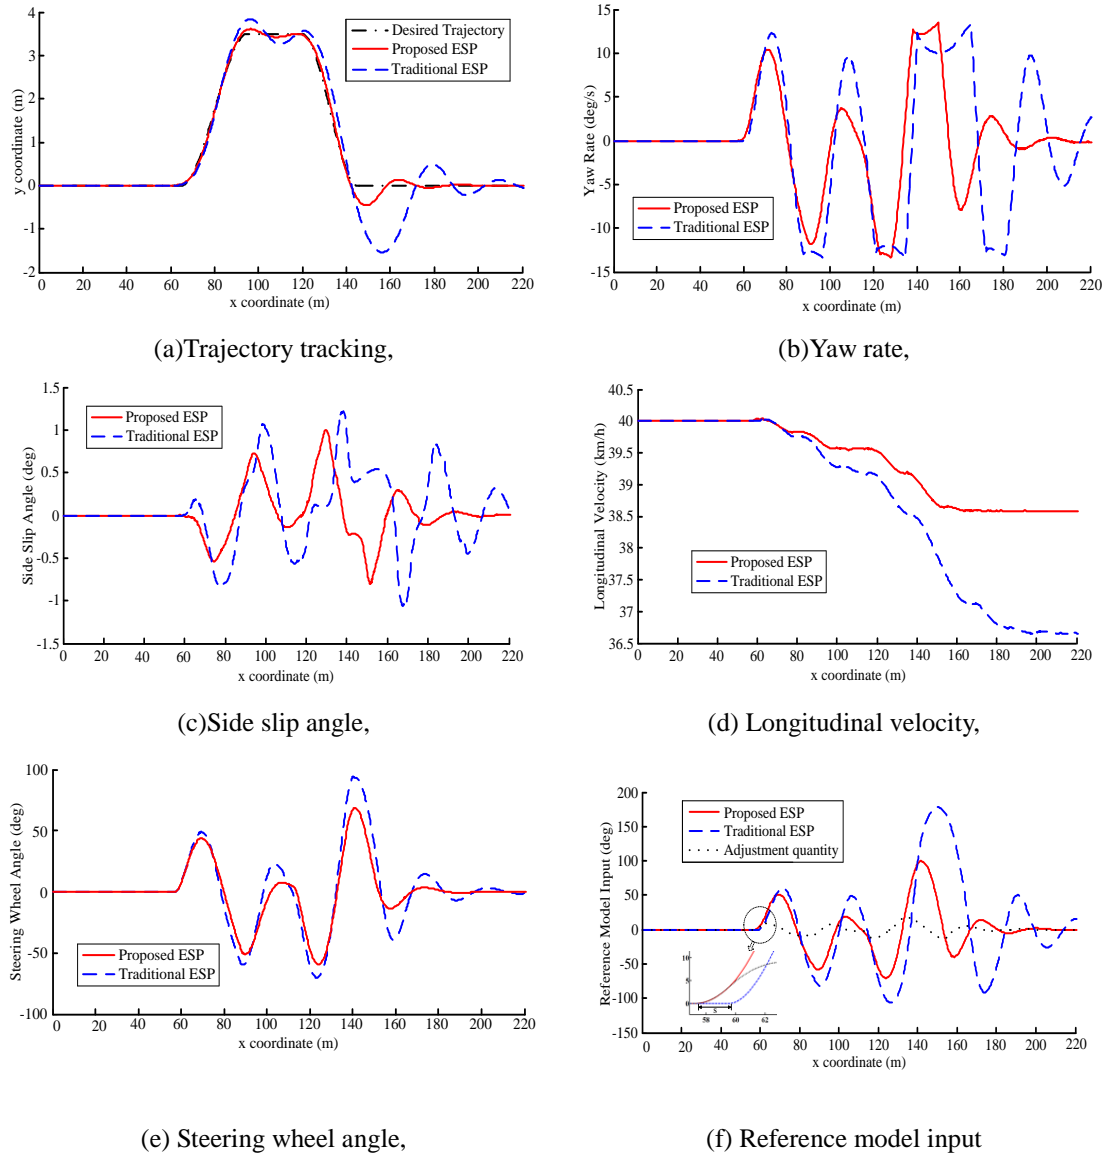 4
3
2
1
0
-1
-2
y coordinate (m)
Desired Trajectory
Proposed ESP
Traditional ESP
0 20 40 60 80 100 120 140 160 180 200 220
x coordinate (m)
(a)Trajectory tracking,
15
10
5
0
-5
-10
-15
Yaw Rate (deg/s)
Proposed ESP
Traditional ESP
0 20 40 60 80 100 120 140 160 180 200 220
x coordinate (m)
(b)Yaw rate,
1.5
1
0.5
0
-0.5
-1
-1.5
Side Slip Angle (deg)
Proposed ESP
Traditional ESP
0 20 40 60 80 100 120 140 160 180 200 220
x coordinate (m)
(c)Side slip angle,
40.5
40
39.5
39
38.5
38
37.5
37
36.5
Longitudinal Velocity (km/h)
Proposed ESP
Traditional ESP
0 20 40 60 80 100 120 140 160 180 200 220
x coordinate (m)
(d) Longitudinal velocity,
100
50
0
-50
-100
Steering Wheel Angle (deg)
Proposed ESP
Traditional ESP
0 20 40 60 80 100 120 140 160 180 200 220
x coordinate (m)
(e) Steering wheel angle,
200
150
100
50
0
-50
-100
-150
Reference Model Input (deg)
Proposed ESP
Traditional ESP
Adjustment quantity
10
5
0
58 S 60 62
0 20 40 60 80 100 120 140 160 180 200 220
x coordinate (m)
(f) Reference model input